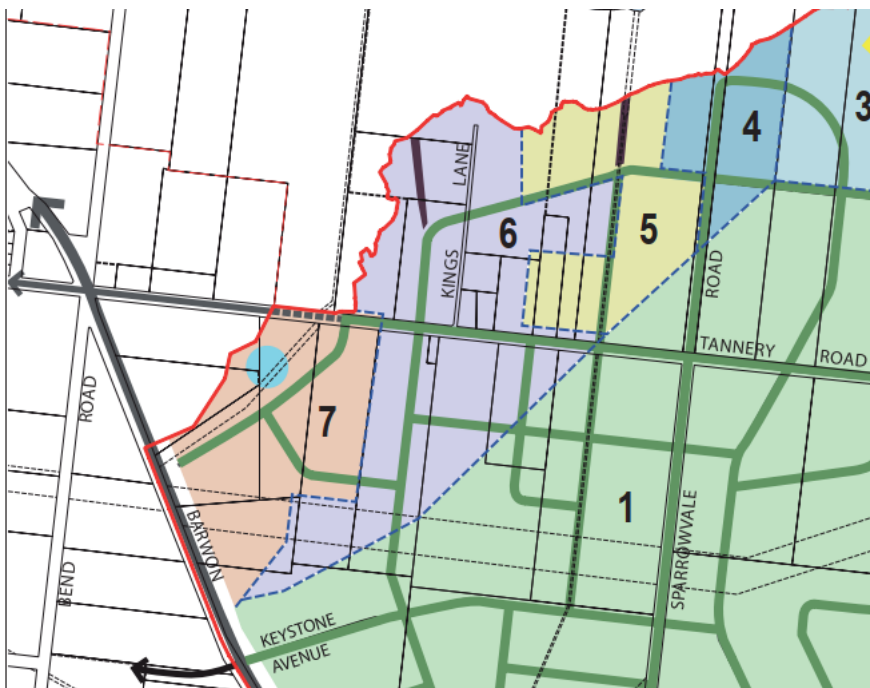 3
4
LANE
6
5
KINGS
ROAD
TANNERY ROAD
ROAD
7
1
BARWON
SPARROWVALE
BEND
KEYSTONE
AVENUE